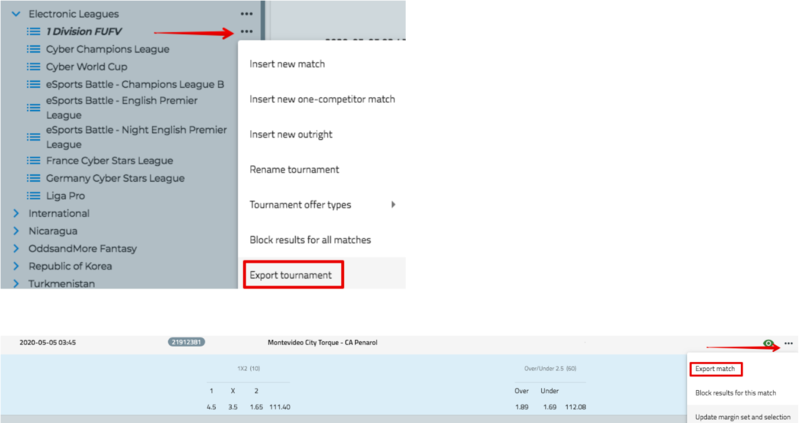 Electronic Leagues
1 Division FUFV
Cyber Champions League
Cyber World Cup
eSports Battle - Champions League B
eSports Battle - English Premier
League
eSports Battle - Night English Premier
League
France Cyber Stars League
Germany Cyber Stars League
Liga Pro
International
Nicaragua
OddsandMore Fantasy
Republic of Korea
Turkmenistan
Insert new match
Insert new one-competitor match
Insert new outright
Rename tournament
Tournament offer types
Block results for all matches
Export tournament
2020-05-05 03:45 21912381 Montevideo City Torque - CA Penarol
1X2 (10) Over/Under 2.5 (60)
1 X 2 Over Under
4.5 3.5 1.65 111.40 1.89 1.69 112.08
Export match
Block results for this match
Update margin set and selection